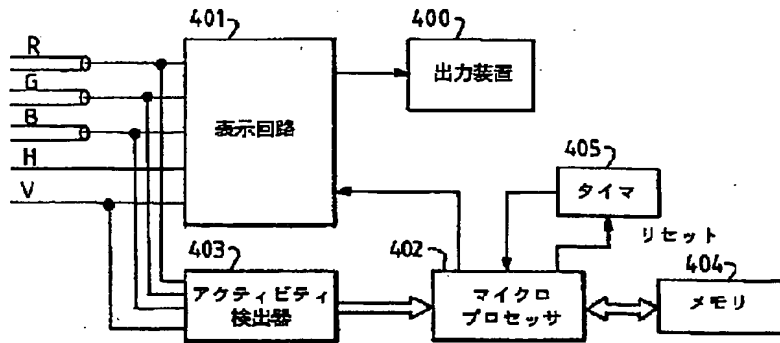 401
400
R
G
B
H
V
表示回路
出力装置
405
タイマ
リセット
403
402
404
アクティビティ
検出器
マイクロ
プロセッサ
メモリ